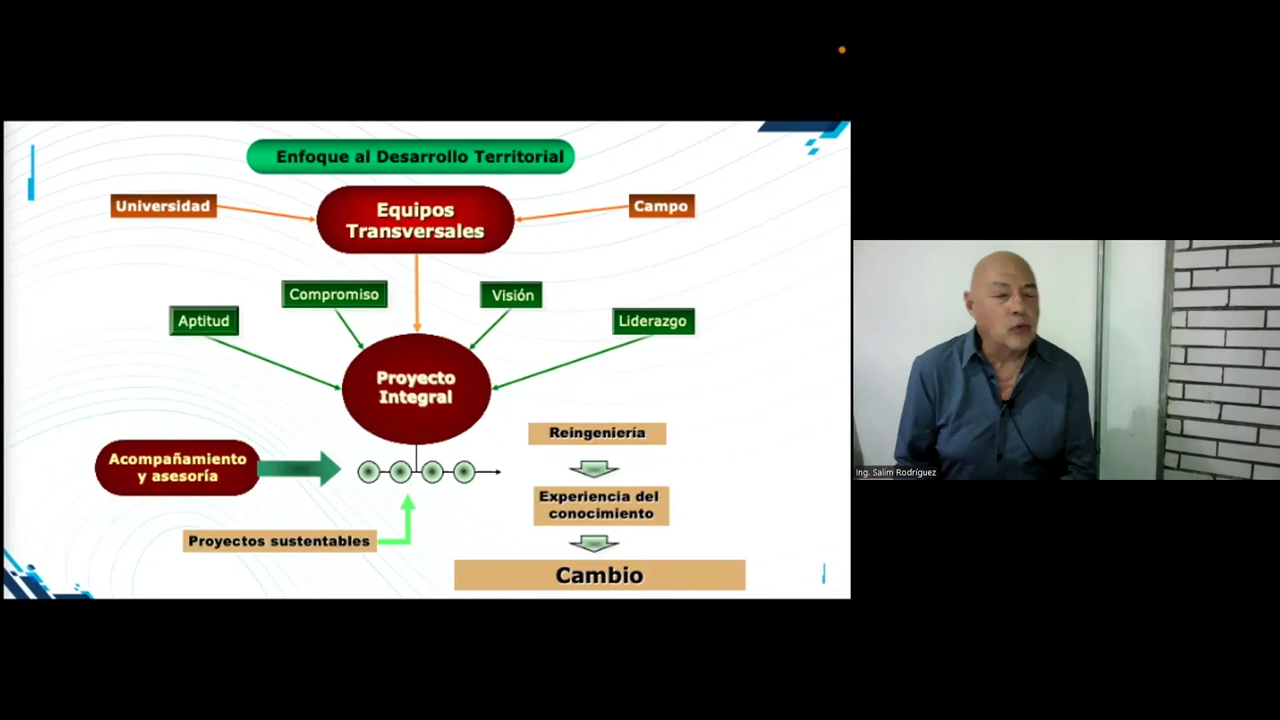 Enfoque al Desarrollo Territorial
Universidad
Equipos
Transversales
Campo
Compromiso
Visión
Aptitud
Liderazgo
Proyecto
Integral
Reingeniería
Acompañamiento
y asesoría
Experiencia del
conocimiento
Proyectos sustentables
Cambio
Ing. Salim Rodríguez